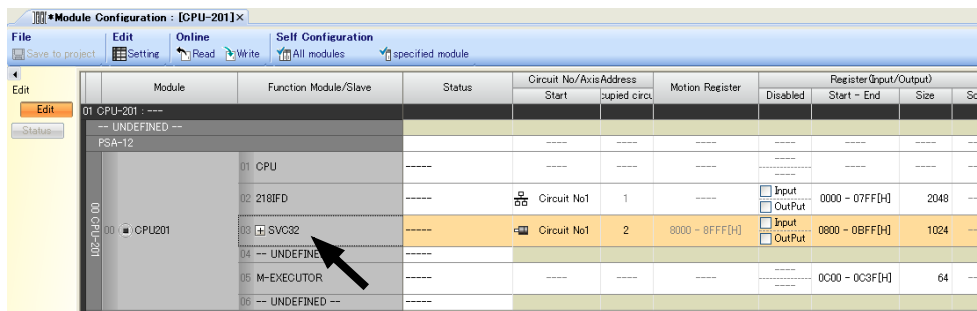 *Module Configuration : [CPU-201] ×
File Edit Online Self Configuration
Save to project Setting Read Write All modules specified module
Edit
Edit
Status
Module Function Module/Slave Status Circuit No/AxisAddress Motion Register Register(Input/Output)
Start Disabled Start - End Size
01 CPU-201 : ---
-- UNDEFINED --
PSA-12 ---- ---- ---- ---- ---- ----
01 CPU ----- ---- ---- ---- ---- ---- ---- ----
02 218IFD ----- Circuit No1 1 ---- Input OutPut 0000 - 07FF[H] 2048
00 CPU-201 00 CPU201 03 + SVC32 ----- Circuit No1 2 8000 - 8FFF[H] Input OutPut 0800 - 0BFF[H] 1024
04 -- UNDEFINE -----
05 M-EXECUTOR ----- ---- ---- ---- ---- ---- 0C00 - 0C3F[H] 64
06 -- UNDEFINED -- -----